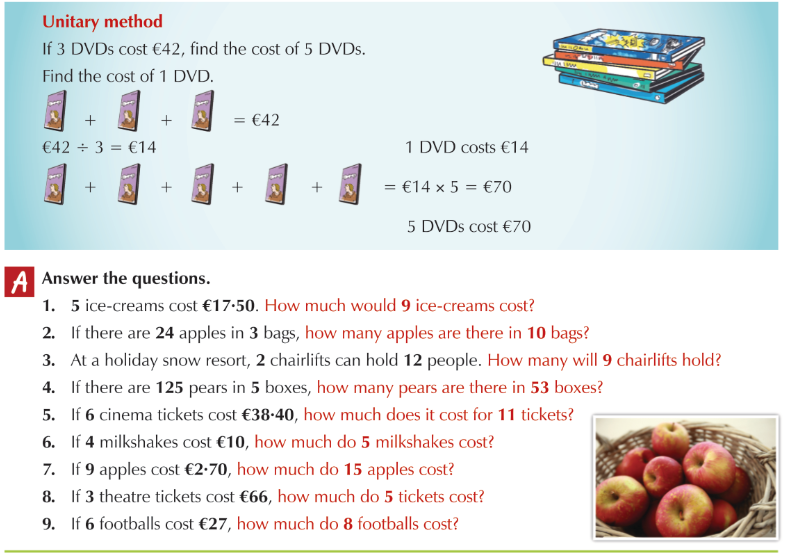 Unitary method
If 3 DVDs cost €42, find the cost of 5 DVDs.
Find the cost of 1 DVD.
+ + = €42
€42 ÷ 3 = €14 1 DVD costs €14
+ + + + = €14 × 5 = €70
5 DVDs cost €70
A Answer the questions.
1. 5 ice-creams cost €17·50. How much would 9 ice-creams cost?
2. If there are 24 apples in 3 bags, how many apples are there in 10 bags?
3. At a holiday snow resort, 2 chairlifts can hold 12 people. How many will 9 chairlifts hold?
4. If there are 125 pears in 5 boxes, how many pears are there in 53 boxes?
5. If 6 cinema tickets cost €38·40, how much does it cost for 11 tickets?
6. If 4 milkshakes cost €10, how much do 5 milkshakes cost?
7. If 9 apples cost €2·70, how much do 15 apples cost?
8. If 3 theatre tickets cost €66, how much do 5 tickets cost?
9. If 6 footballs cost €27, how much do 8 footballs cost?